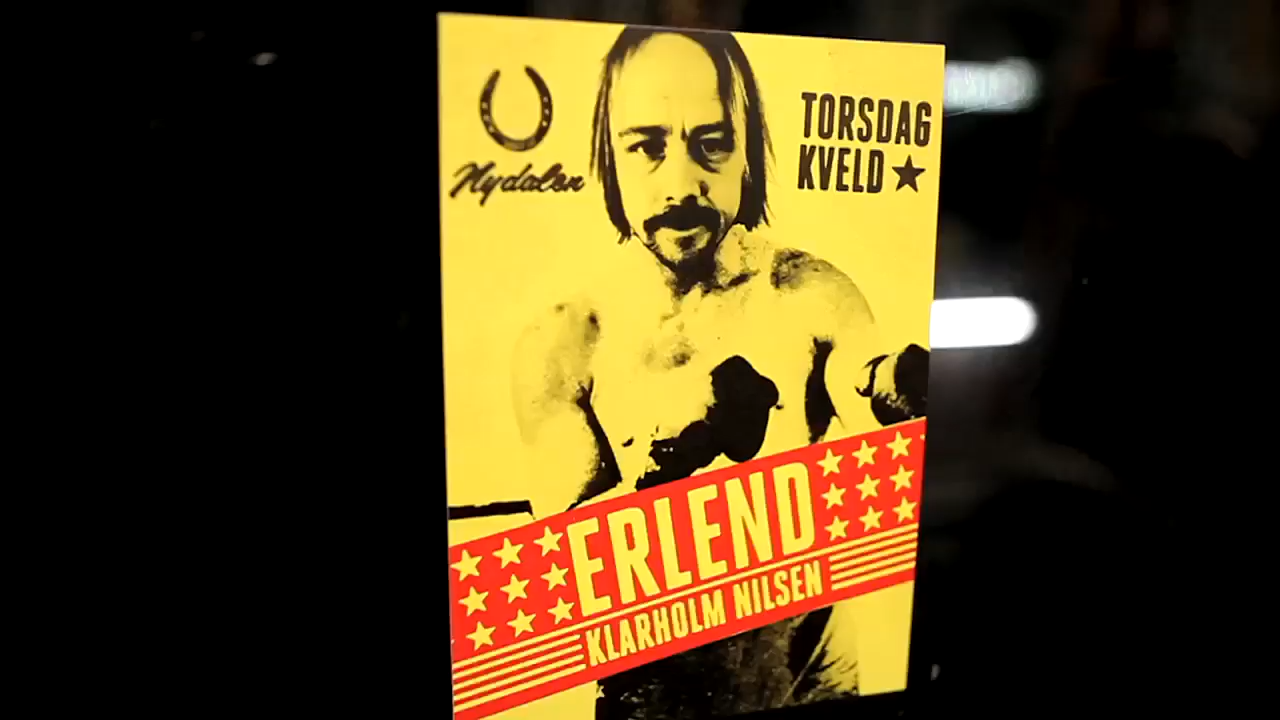 Nydalen
TORSDAG
KVELD ★
ERLEND
KLARHOLM NILSEN